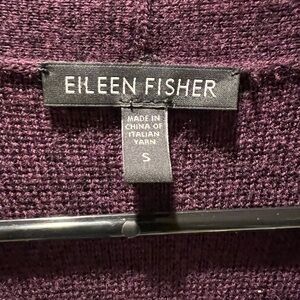 EILEEN FISHER
MADE IN
CHINA OF
ITALIAN
YARN
S